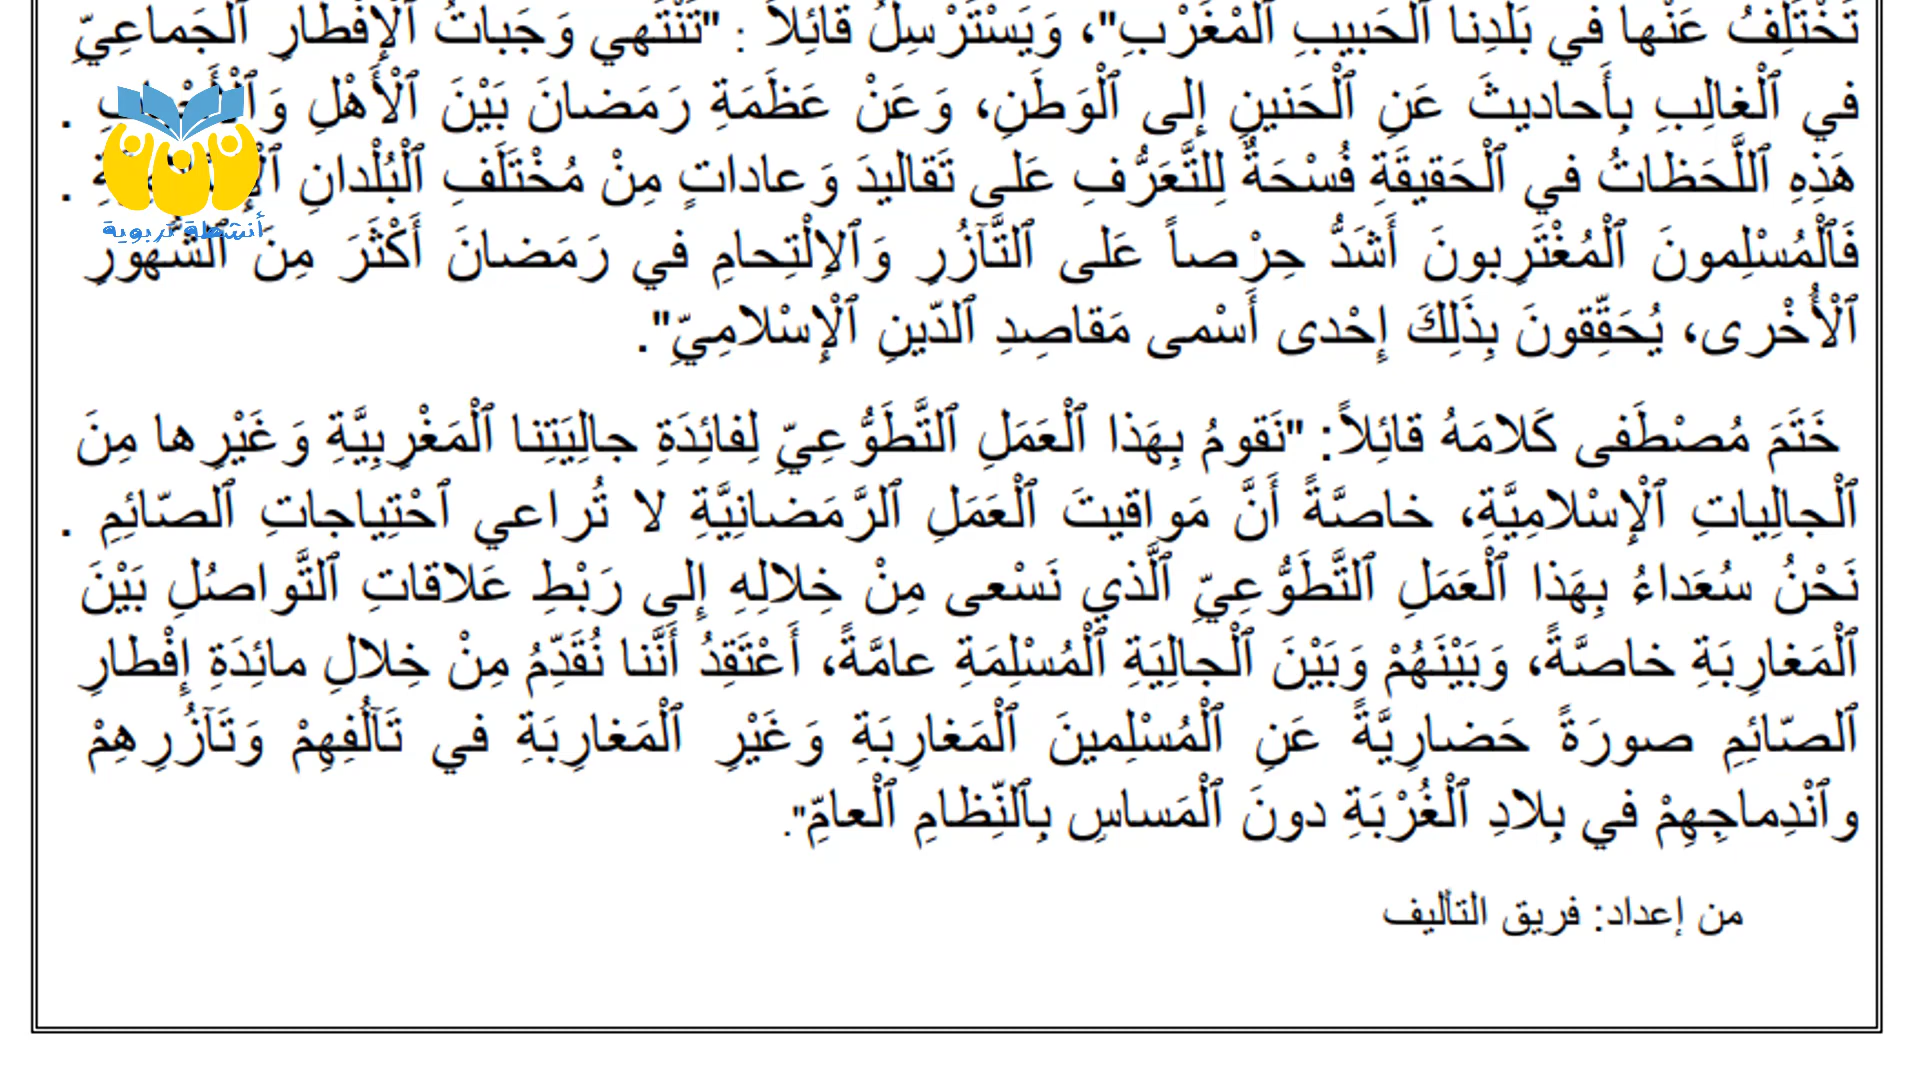 تَخْتَلِفُ عَنْها في بَلَدِنا ٱلْحَبيبِ ٱلْمَغْرَبِ"، وَيَسْتَرْسِلُ قائِلاً : "تَنْتَهي وَجَباتُ ٱلْإِفْطارِ ٱلْجَماعِيِّ
في ٱلْغالِبِ بِأَحاديثَ عَنِ ٱلْحَنينِ إِلى ٱلْوَطَنِ، وَعَنْ عَظَمَةِ رَمَضانَ بَيْنَ ٱلْأَهْلِ .
هَذِهِ ٱللَّحَظاتُ في ٱلْحَقيقَةِ فُسْحَةٌ لِلتَّعَرُّفِ عَلى تَقاليدَ وَعاداتٍ مِنْ مُخْتَلَفِ ٱلْبُلْدانِ .
فَٱلْمُسْلِمونَ ٱلْمُغْتَرِبونَ أَشَدُّ حِرْصاً عَلى ٱلتَّآزُرِ وَٱلِٱلْتِحامِ في رَمَضانَ أَكْثَرَ مِنَ ٱلشُّهورِ
ٱلْأُخْرى، يُحَقِّقونَ بِذَلِكَ إِحْدى أَسْمى مَقاصِدِ ٱلدّينِ ٱلْإِسْلامِيِّ".
خَتَمَ مُصْطَفى كَلامَهُ قائِلاً: "نَقومُ بِهَذا ٱلْعَمَلِ ٱلتَّطَوُّعِيِّ لِفائِدَةِ جالِيَتِنا ٱلْمَغْرِبِيَّةِ وَغَيْرِها مِنَ
ٱلْجالِياتِ ٱلْإِسْلامِيَّةِ، خاصَّةً أَنَّ مَواقيتَ ٱلْعَمَلِ ٱلرَّمَضانِيَّةِ لا تُراعي ٱحْتِياجاتِ ٱلصّائِمِ .
نَحْنُ سُعَداءُ بِهَذا ٱلْعَمَلِ ٱلتَّطَوُّعِيِّ ٱلَّذي نَسْعى مِنْ خِلالِهِ إِلى رَبْطِ عَلاقاتِ ٱلتَّواصُلِ بَيْنَ
ٱلْمَغارِبَةِ خاصَّةً، وَبَيْنَهُمْ وَبَيْنَ ٱلْجالِيَةِ ٱلْمُسْلِمَةِ عامَّةً، أَعْتَقِدُ أَنَّنا نُقَدِّمُ مِنْ خِلالِ مائِدَةِ إِفْطارِ
ٱلصّائِمِ صورَةً حَضارِيَّةً عَنِ ٱلْمُسْلِمينَ ٱلْمَغارِبَةِ وَغَيْرِ ٱلْمَغارِبَةِ في تَآلُفِهِمْ وَتَآزُرِهِمْ
وٱنْدِماجِهِمْ في بِلادِ ٱلْغُرْبَةِ دونَ ٱلْمَساسِ بِٱلنِّظامِ ٱلْعامِّ".
من إعداد: فريق التأليف
أنشطة تربوية